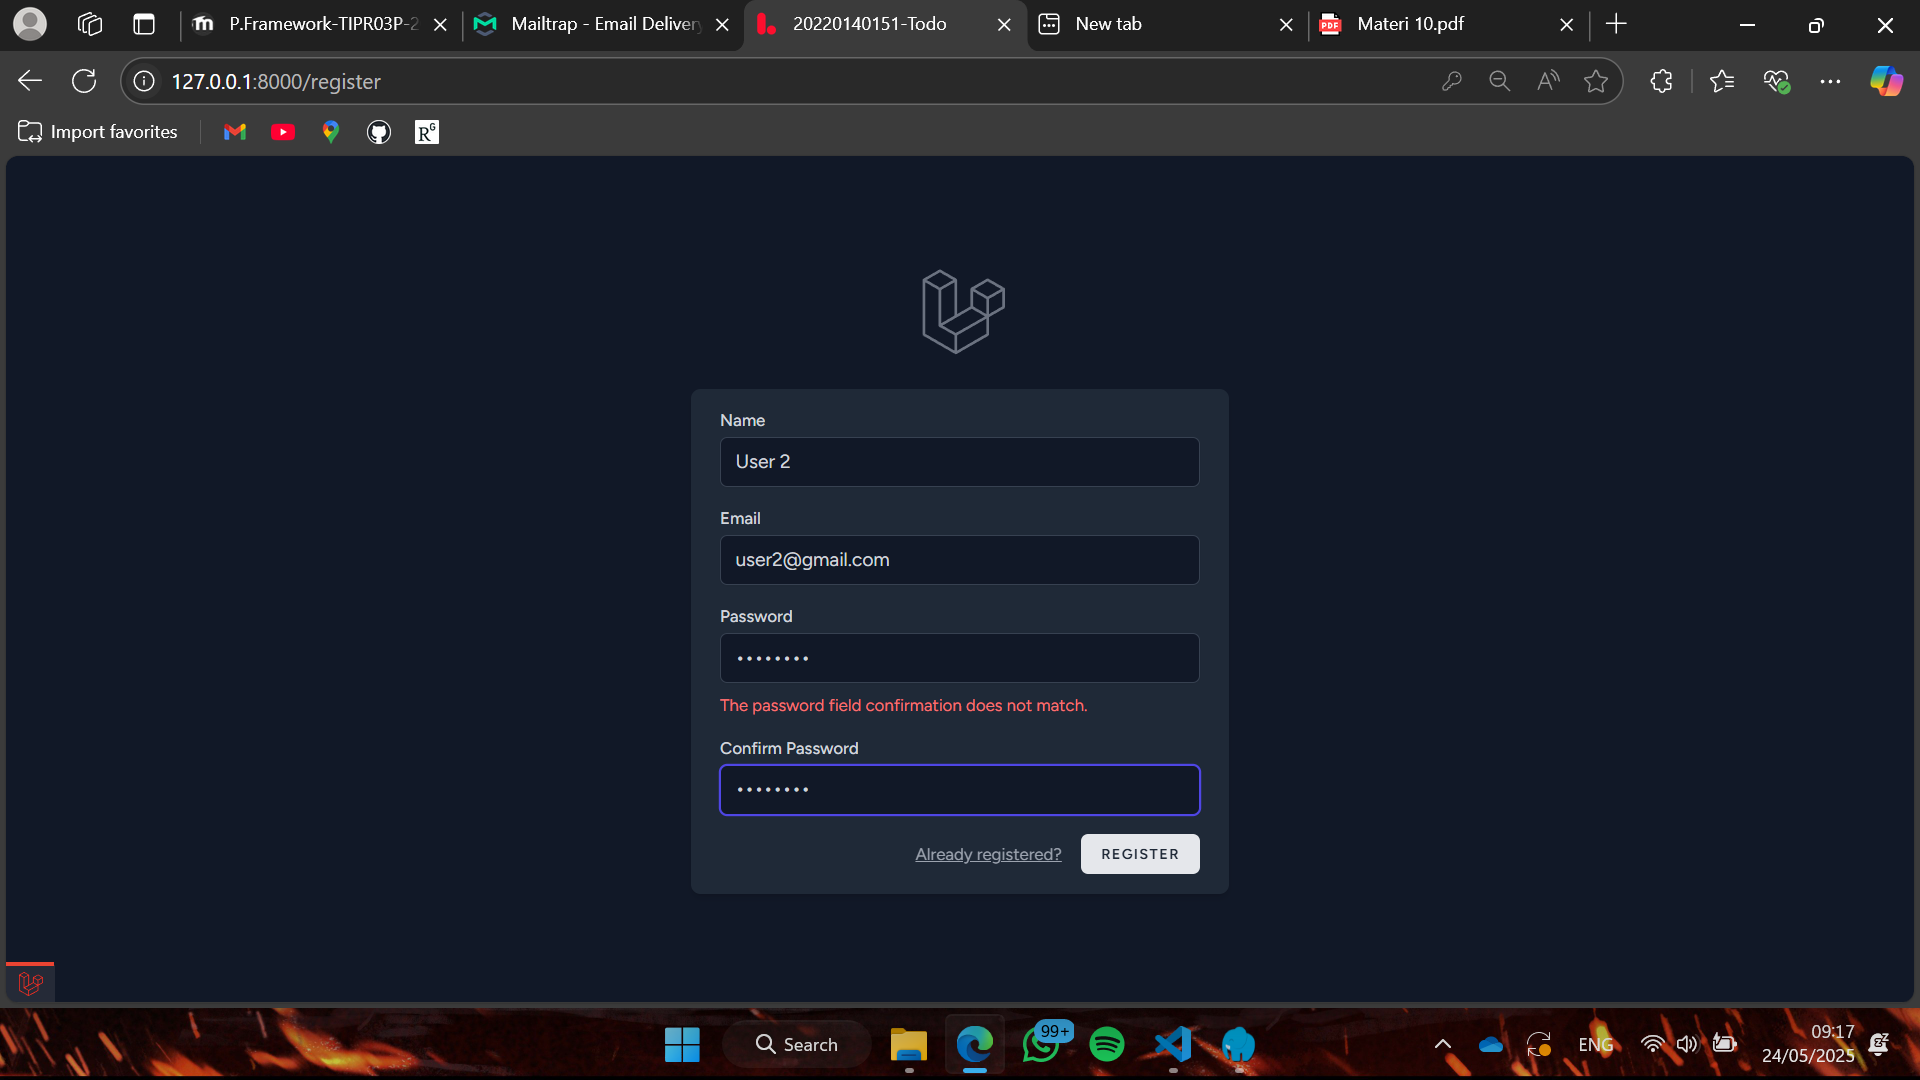 P.Framework-TIPR03P-2
Mailtrap - Email Delivery
20220140151-Todo
New tab
PDF
Materi 10.pdf
127.0.0.1:8000/register
Import favorites
RG
Name
User 2
Email
user2@gmail.com
Password
••••••••
The password field confirmation does not match.
Confirm Password
••••••••
Already registered?
REGISTER
Search
99+
ENG
09:17
24/05/2025